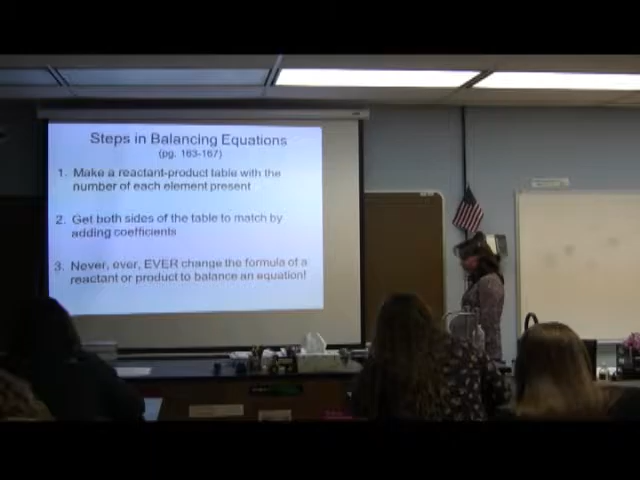 Steps in Balancing Equations
(pg. 163-167)
1. Make a reactant-product table with the
number of each element present
2. Get both sides of the table to match by
adding coefficients
3. Never, ever, EVER change the formula of a
reactant or product to balance an equation!